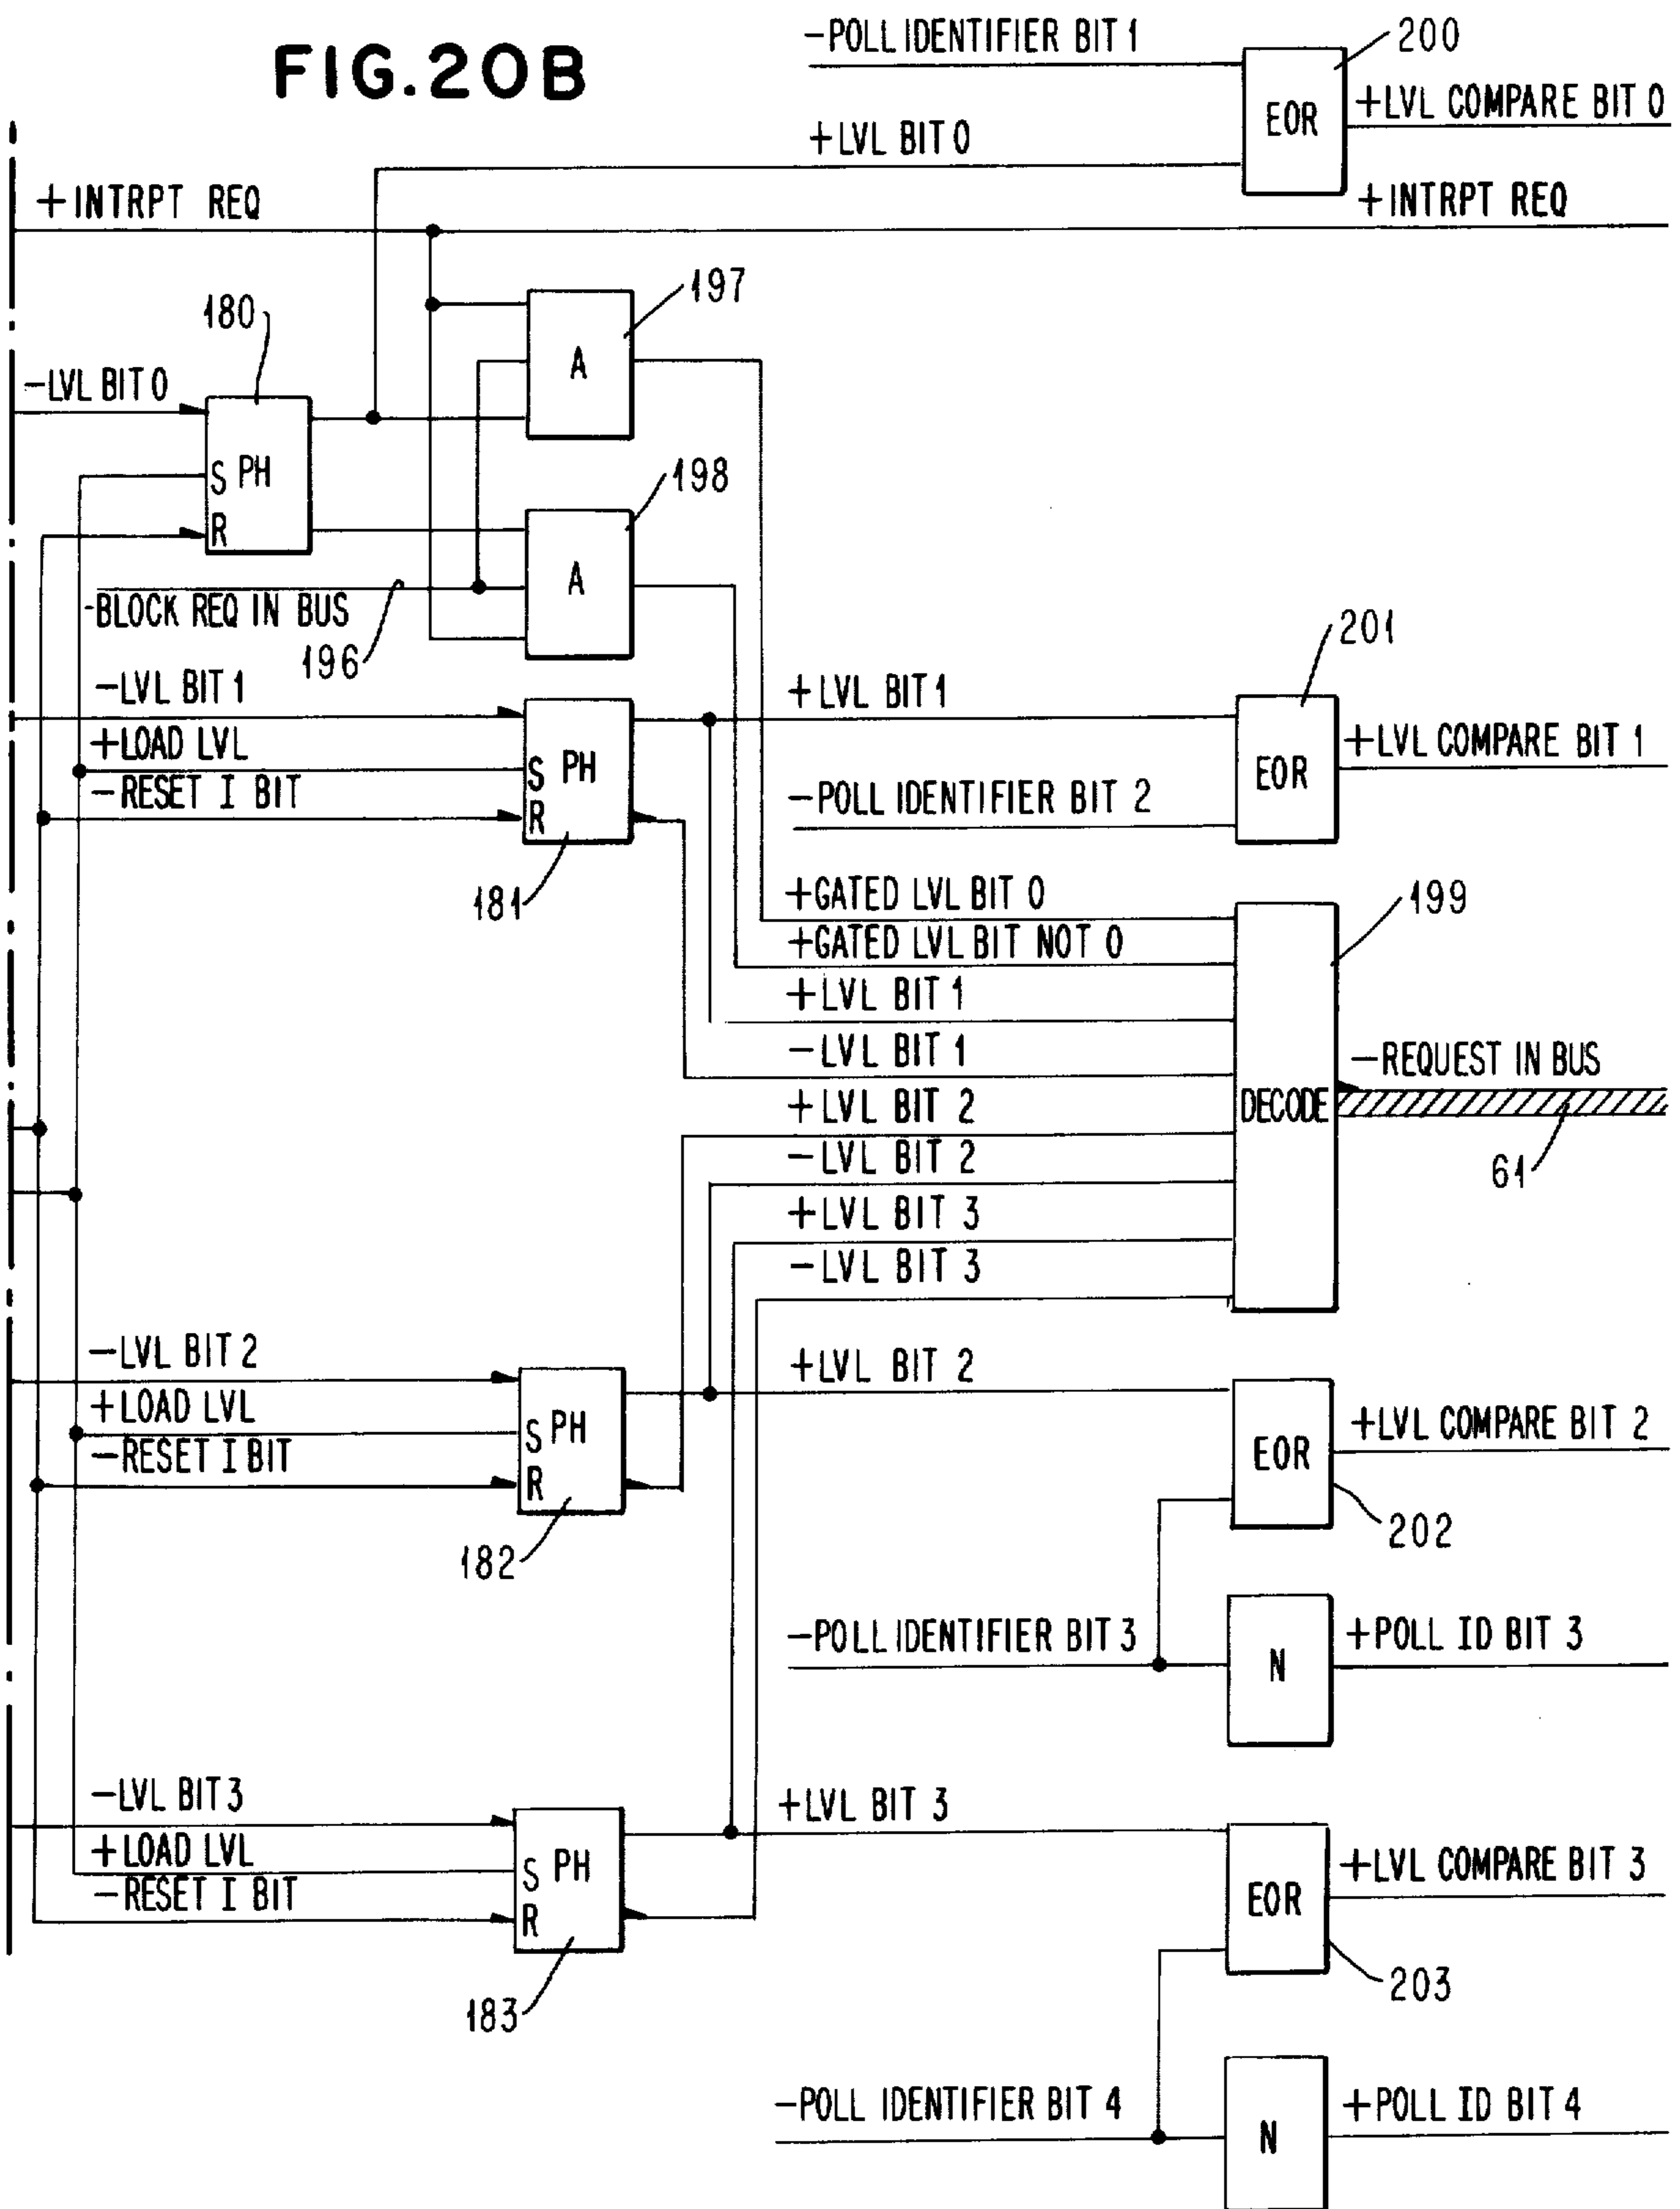 FIG.20B
-POLL IDENTIFIER BIT 1
200
EOR
+LVL COMPARE BIT 0
+LVL BIT 0
+INTRPT REQ
+INTRPT REQ
197
A
180
-LVL BIT 0
S PH
R
198
A
-BLOCK REQ IN BUS
196
201
-LVL BIT 1
+LVL BIT 1
+LOAD LVL
S PH
EOR
+LVL COMPARE BIT 1
-RESET I BIT
R
-POLL IDENTIFIER BIT 2
181
+GATED LVL BIT 0
199
+GATED LVL BIT NOT 0
+LVL BIT 1
-LVL BIT 1
-REQUEST IN BUS
+LVL BIT 2
DECODE
-LVL BIT 2
61
+LVL BIT 3
-LVL BIT 3
-LVL BIT 2
+LVL BIT 2
+LOAD LVL
S PH
EOR
+LVL COMPARE BIT 2
-RESET I BIT
R
202
182
-POLL IDENTIFIER BIT 3
N
+POLL ID BIT 3
-LVL BIT 3
+LVL BIT 3
+LOAD LVL
S PH
EOR
+LVL COMPARE BIT 3
-RESET I BIT
R
203
183
-POLL IDENTIFIER BIT 4
N
+POLL ID BIT 4